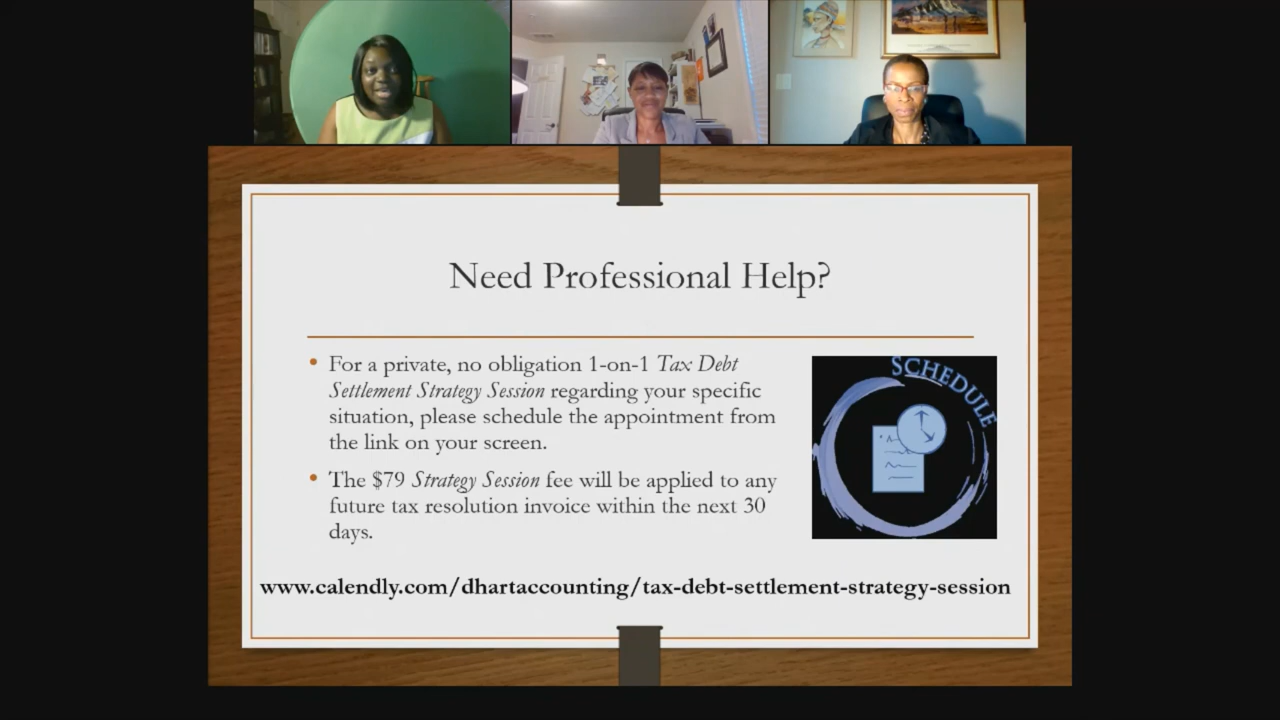 Need Professional Help?
For a private, no obligation 1-on-1 Tax Debt
Settlement Strategy Session regarding your specific
situation, please schedule the appointment from
the link on your screen.
The $79 Strategy Session fee will be applied to any
future tax resolution invoice within the next 30
days.
SCHEDULE
www.calendly.com/dhartaccounting/tax-debt-settlement-strategy-session